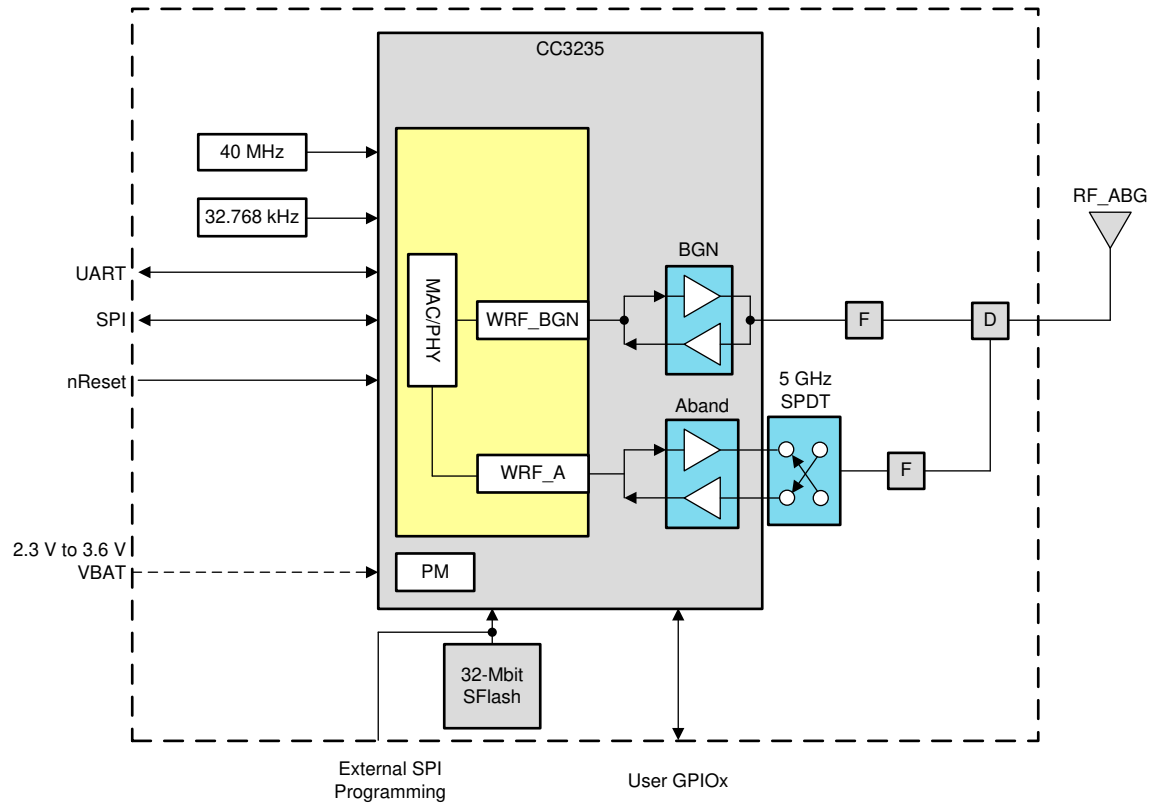 CC3235
40 MHz
32.768 kHz
RF_ABG
UART
SPI
nReset
MAC/PHY
WRF_BGN
BGN
F
D
5 GHz
SPDT
Aband
WRF_A
F
2.3 V to 3.6 V
VBAT
PM
32-Mbit
SFlash
External SPI
Programming
User GPIOx